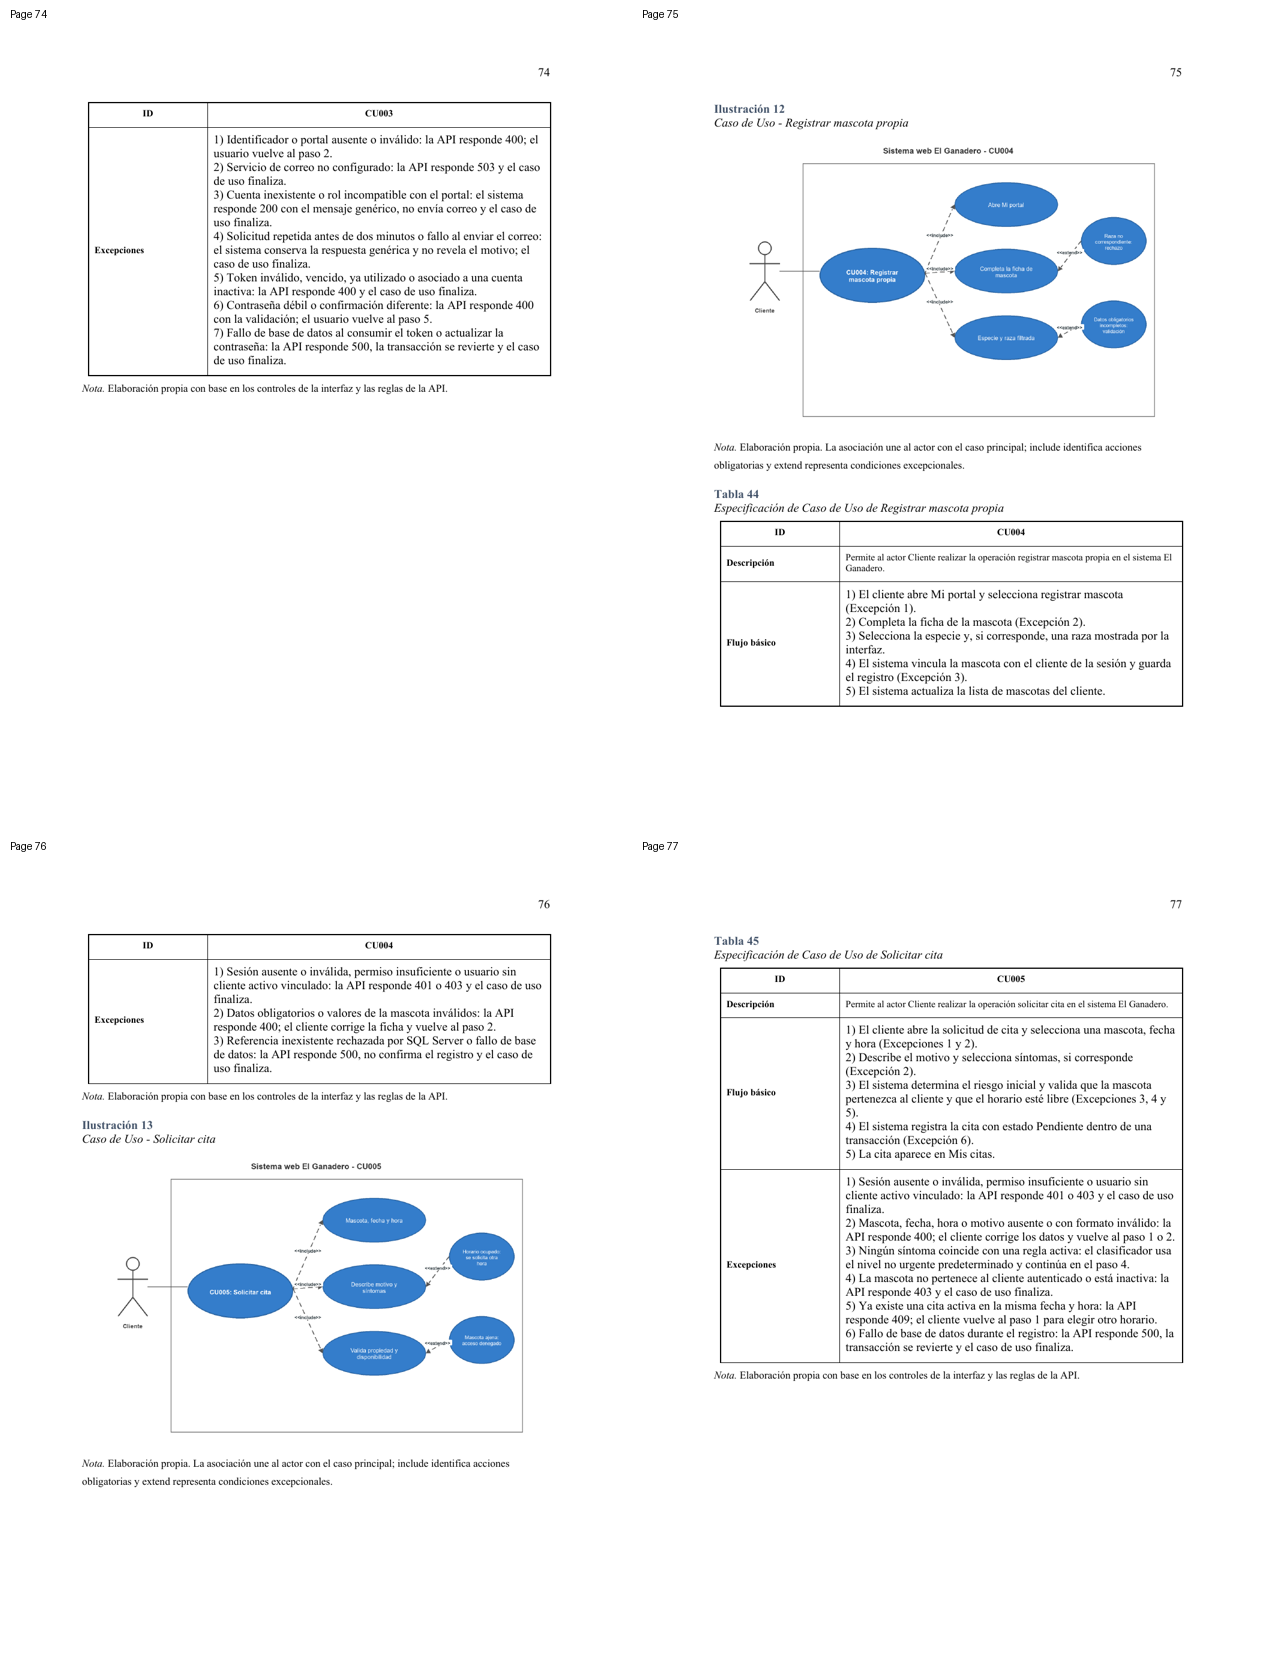 Page 74
74
ID CU003
Excepciones
1) Identificador o portal ausente o inválido: la API responde 400; el
usuario vuelve al paso 2.
2) Servicio de correo no configurado: la API responde 503 y el caso
de uso finaliza.
3) Cuenta inexistente o rol incompatible con el portal: el sistema
responde 200 con el mensaje genérico, no envía correo y el caso de
uso finaliza.
4) Solicitud repetida antes de dos minutos o fallo al enviar el correo:
el sistema conserva la respuesta genérica y no revela el motivo; el
caso de uso finaliza.
5) Token inválido, vencido, ya utilizado o asociado a una cuenta
inactiva: la API responde 400 y el caso de uso finaliza.
6) Contraseña débil o confirmación diferente: la API responde 400
con la validación; el usuario vuelve al paso 5.
7) Fallo de base de datos al consumir el token o actualizar la
contraseña: la API responde 500, la transacción se revierte y el caso
de uso finaliza.
Nota. Elaboración propia con base en los controles de la interfaz y las reglas de la API.
Page 75
75
Ilustración 12
Caso de Uso - Registrar mascota propia
Sistema web El Ganadero - CU004
Cliente
CU004: Registrar
mascota propia
<<include>>
<<include>>
<<include>>
Abre Mi portal
Completa la ficha de
mascota
Especie y raza filtrada
<<extend>>
<<extend>>
Raza no
correspondiente:
rechazo
Datos obligatorios
incompletos:
validación
Nota. Elaboración propia. La asociación une al actor con el caso principal; include identifica acciones
obligatorias y extend representa condiciones excepcionales.
Tabla 44
Especificación de Caso de Uso de Registrar mascota propia
ID CU004
Descripción
Permite al actor Cliente realizar la operación registrar mascota propia en el sistema El
Ganadero.
Flujo básico
1) El cliente abre Mi portal y selecciona registrar mascota
(Excepción 1).
2) Completa la ficha de la mascota (Excepción 2).
3) Selecciona la especie y, si corresponde, una raza mostrada por la
interfaz.
4) El sistema vincula la mascota con el cliente de la sesión y guarda
el registro (Excepción 3).
5) El sistema actualiza la lista de mascotas del cliente.
Page 76
76
ID CU004
Excepciones
1) Sesión ausente o inválida, permiso insuficiente o usuario sin
cliente activo vinculado: la API responde 401 o 403 y el caso de uso
finaliza.
2) Datos obligatorios o valores de la mascota inválidos: la API
responde 400; el cliente corrige la ficha y vuelve al paso 2.
3) Referencia inexistente rechazada por SQL Server o fallo de base
de datos: la API responde 500, no confirma el registro y el caso de
uso finaliza.
Nota. Elaboración propia con base en los controles de la interfaz y las reglas de la API.
Ilustración 13
Caso de Uso - Solicitar cita
Sistema web El Ganadero - CU005
Cliente
CU005: Solicitar cita
<<include>>
<<include>>
<<include>>
Mascota, fecha y hora
Describe motivo y
síntomas
Valida propiedad y
disponibilidad
<<extend>>
<<extend>>
Horario ocupado:
se solicita otra
hora
Mascota ajena:
acceso denegado
Nota. Elaboración propia. La asociación une al actor con el caso principal; include identifica acciones
obligatorias y extend representa condiciones excepcionales.
Page 77
77
Tabla 45
Especificación de Caso de Uso de Solicitar cita
ID CU005
Descripción
Permite al actor Cliente realizar la operación solicitar cita en el sistema El Ganadero.
Flujo básico
1) El cliente abre la solicitud de cita y selecciona una mascota, fecha
y hora (Excepciones 1 y 2).
2) Describe el motivo y selecciona síntomas, si corresponde
(Excepción 2).
3) El sistema determina el riesgo inicial y valida que la mascota
pertenezca al cliente y que el horario esté libre (Excepciones 3, 4 y
5).
4) El sistema registra la cita con estado Pendiente dentro de una
transacción (Excepción 6).
5) La cita aparece en Mis citas.
Excepciones
1) Sesión ausente o inválida, permiso insuficiente o usuario sin
cliente activo vinculado: la API responde 401 o 403 y el caso de uso
finaliza.
2) Mascota, fecha, hora o motivo ausente o con formato inválido: la
API responde 400; el cliente corrige los datos y vuelve al paso 1 o 2.
3) Ningún síntoma coincide con una regla activa: el clasificador usa
el nivel no urgente predeterminado y continúa en el paso 4.
4) La mascota no pertenece al cliente autenticado o está inactiva: la
API responde 403 y el caso de uso finaliza.
5) Ya existe una cita activa en la misma fecha y hora: la API
responde 409; el cliente vuelve al paso 1 para elegir otro horario.
6) Fallo de base de datos durante el registro: la API responde 500, la
transacción se revierte y el caso de uso finaliza.
Nota. Elaboración propia con base en los controles de la interfaz y las reglas de la API.